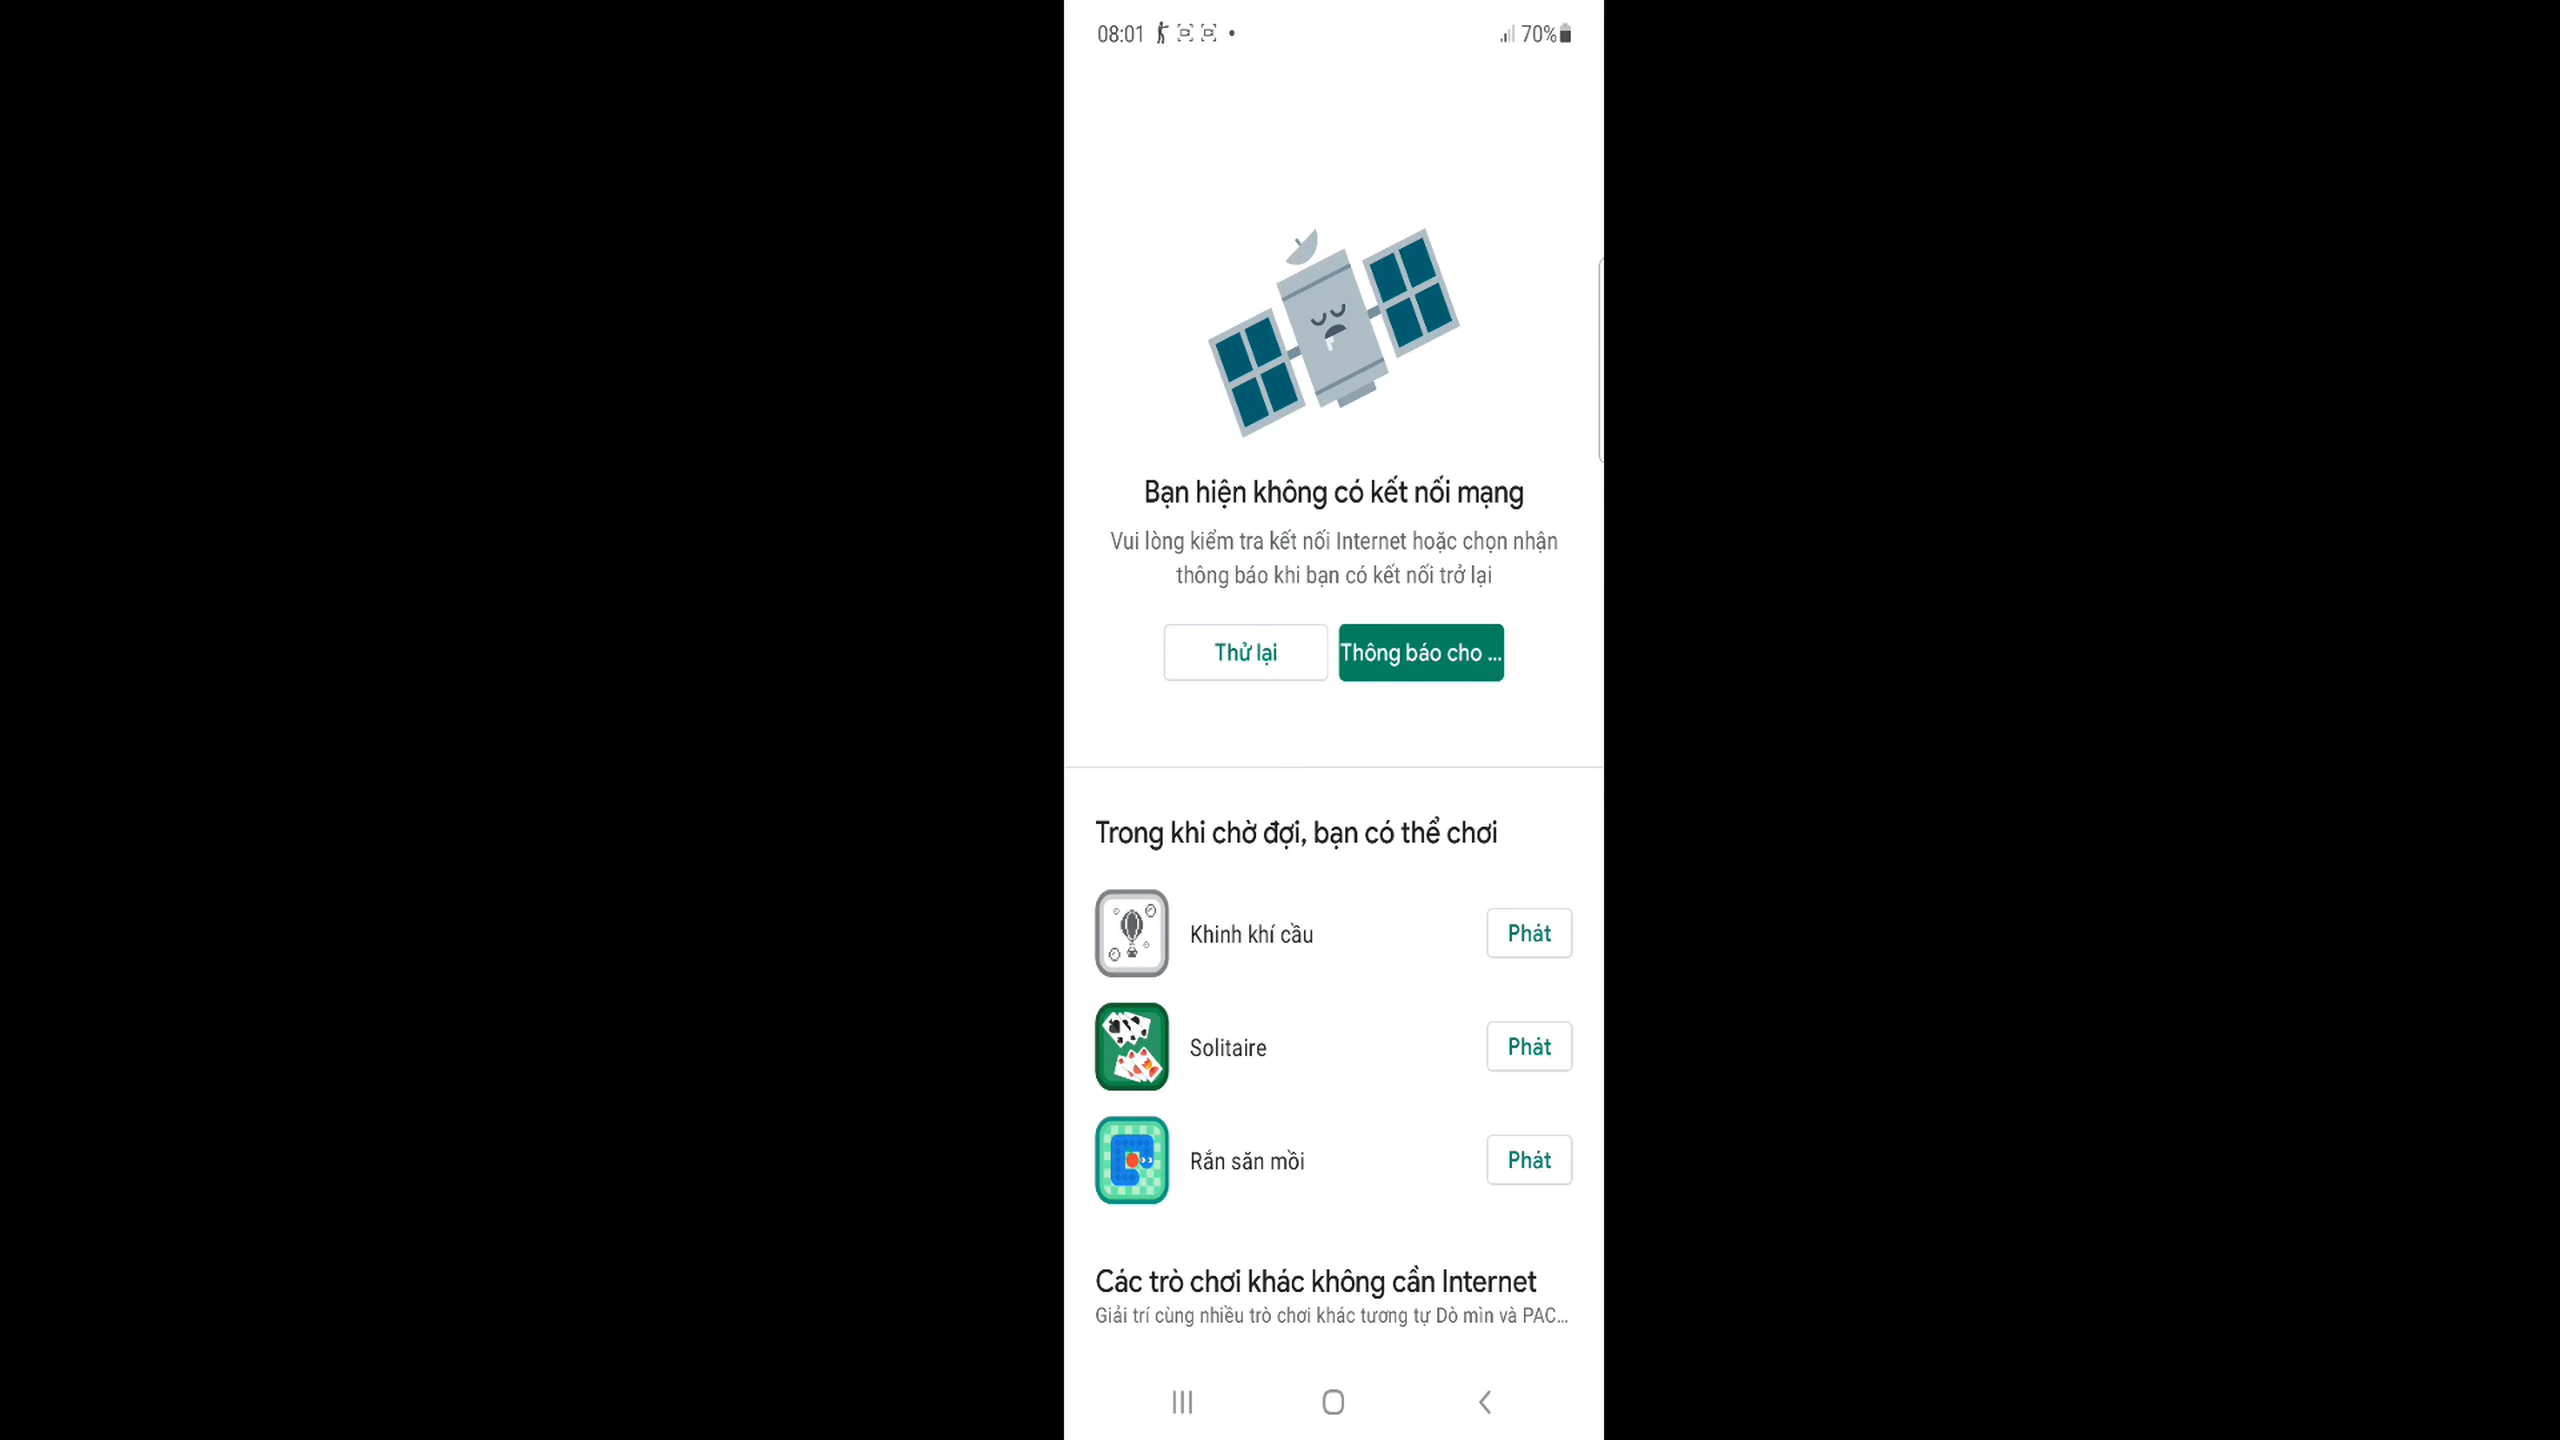 08:01
70%
Bạn hiện không có kết nối mạng
Vui lòng kiểm tra kết nối Internet hoặc chọn nhận
thông báo khi bạn có kết nối trở lại
Thử lại
Thông báo cho ...
Trong khi chờ đợi, bạn có thể chơi
Khinh khí cầu
Phát
Solitaire
Phát
Rắn săn mồi
Phát
Các trò chơi khác không cần Internet
Giải trí cùng nhiều trò chơi khác tương tự Dò mìn và PAC...